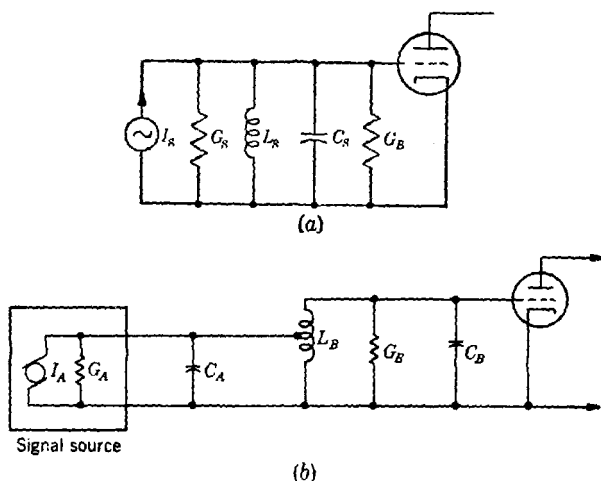 I_S G_S L_S C_S G_B
(a)
I_A G_A C_A L_B G_B C_B
Signal source
(b)